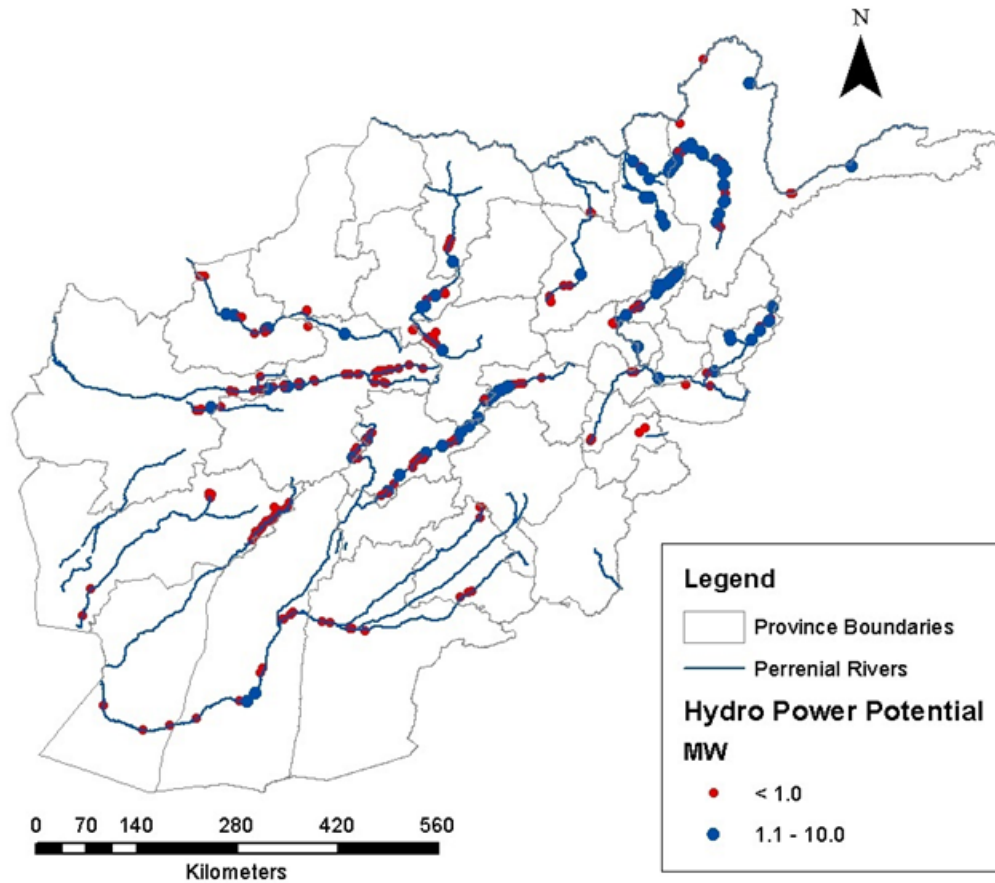 N
Legend
Province Boundaries
Perrenial Rivers
Hydro Power Potential
MW
< 1.0
1.1 - 10.0
0 70 140 280 420 560
Kilometers